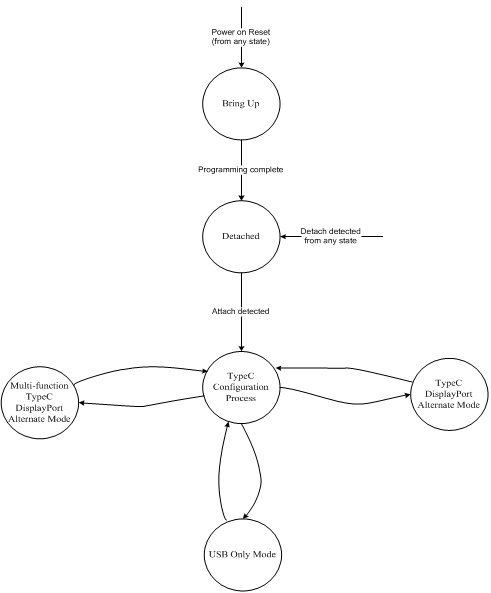 Power on Reset
(from any state)
Bring Up
Programming complete
Detached
Detach detected
from any state
Attach detected
Multi-function
TypeC
DisplayPort
Alternate Mode
TypeC
Configuration
Process
TypeC
DisplayPort
Alternate Mode
USB Only Mode